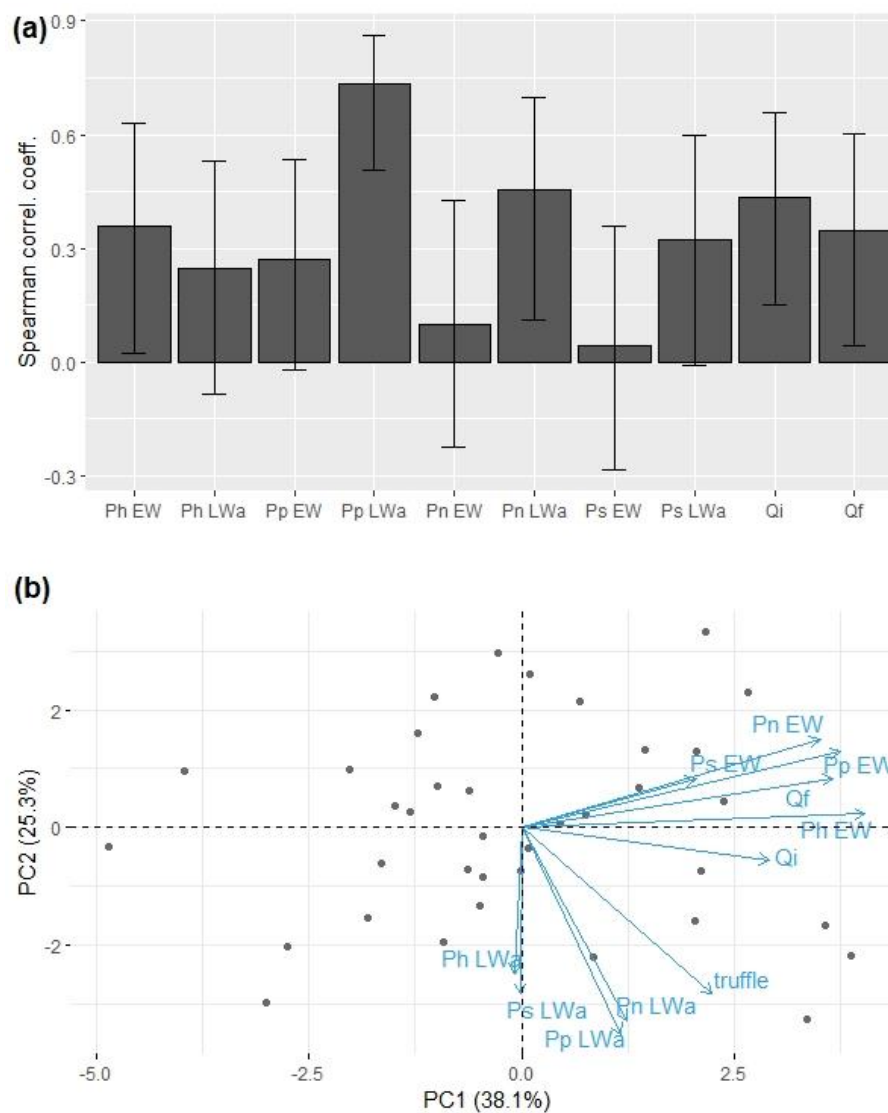 (a)
Spearman correl. coeff.
0.9
0.6
0.3
0.0
-0.3
Ph EW Ph LWa Pp EW Pp LWa Pn EW Pn LWa Ps EW Ps LWa Qi Qf
(b)
PC2 (25.3%)
2
0
-2
Pn EW
Ps EW
Pp EW
Qf
Ph EW
Qi
truffle
Ph LWa
Ps LWa
Pn LWa
Pp LWa
-5.0 -2.5 0.0 2.5
PC1 (38.1%)